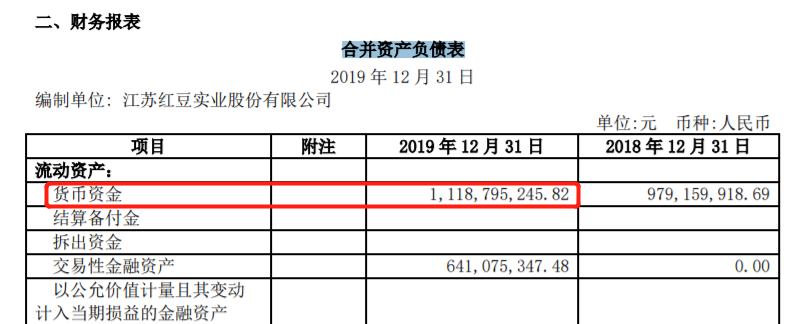 二、财务报表
合并资产负债表
2019 年 12 月 31 日
编制单位: 江苏红豆实业股份有限公司
单位:元 币种:人民币
项目 附注 2019 年 12 月 31 日 2018 年 12 月 31 日
流动资产：
货币资金 1,118,795,245.82 979,159,918.69
结算备付金
拆出资金
交易性金融资产 641,075,347.48 0.00
以公允价值计量且其变动
计入当期损益的金融资产